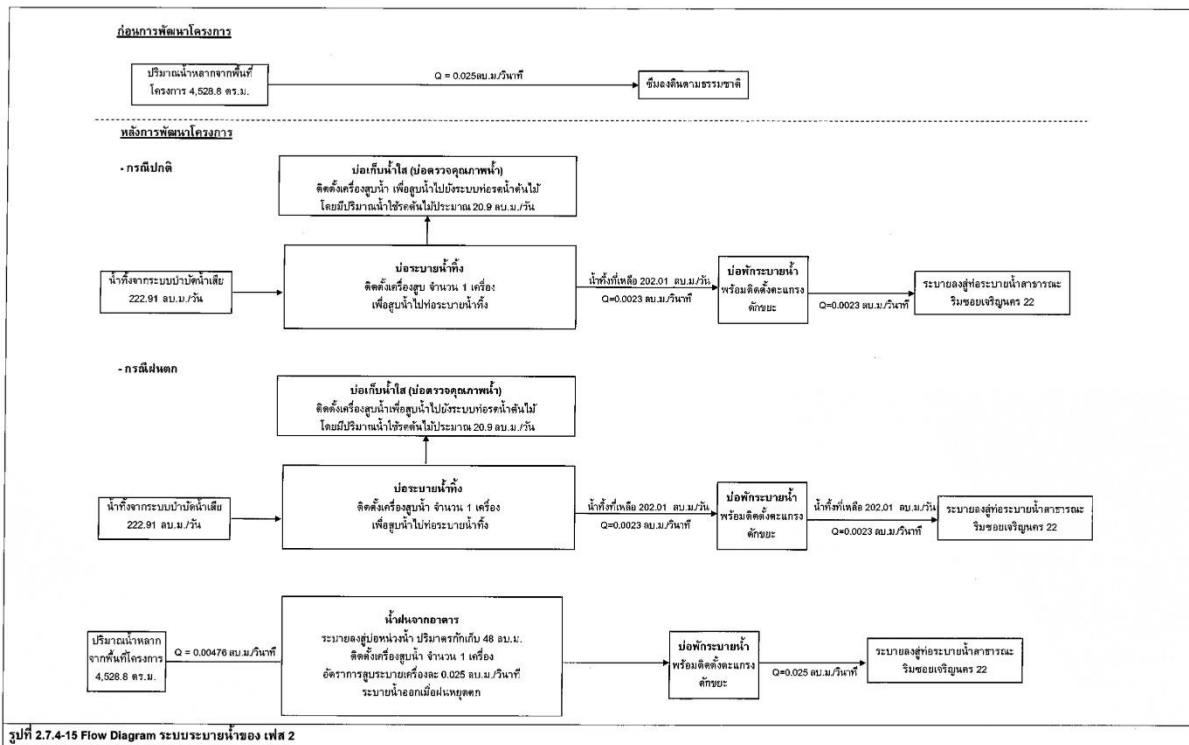 ก่อนการพัฒนาโครงการ
ปริมาณน้ำหลากจากพื้นที่
โครงการ 4,528.8 ตร.ม.
Q = 0.025ลบ.ม./วินาที
ซึมลงดินตามธรรมชาติ
หลังการพัฒนาโครงการ
- กรณีปกติ
บ่อเก็บน้ำใส (บ่อตรวจคุณภาพน้ำ)
ติดตั้งเครื่องสูบน้ำ เพื่อสูบน้ำไปยังระบบท่อรดน้ำต้นไม้
โดยมีปริมาณน้ำใช้รดต้นไม้ประมาณ 20.9 ลบ.ม./วัน
น้ำทิ้งจากระบบบำบัดน้ำเสีย
222.91 ลบ.ม./วัน
บ่อระบายน้ำทิ้ง
ติดตั้งเครื่องสูบ จำนวน 1 เครื่อง
เพื่อสูบน้ำไปท่อระบายน้ำทิ้ง
น้ำทิ้งที่เหลือ 202.01 ลบ.ม/วัน
Q=0.0023 ลบ.ม./วินาที
บ่อพักระบายน้ำ
พร้อมติดตั้งตะแกรง
ดักขยะ
Q=0.0023 ลบ.ม./วินาที
ระบายลงสู่ท่อระบายน้ำสาธารณะ
ริมซอยเจริญนคร 22
- กรณีฝนตก
บ่อเก็บน้ำใส (บ่อตรวจคุณภาพน้ำ)
ติดตั้งเครื่องสูบน้ำเพื่อสูบน้ำไปยังระบบท่อรดน้ำต้นไม้
โดยมีปริมาณน้ำใช้รดต้นไม้ประมาณ 20.9 ลบ.ม./วัน
น้ำทิ้งจากระบบบำบัดน้ำเสีย
222.91 ลบ.ม./วัน
บ่อระบายน้ำทิ้ง
ติดตั้งเครื่องสูบน้ำ จำนวน 1 เครื่อง
เพื่อสูบน้ำไปท่อระบายน้ำทิ้ง
น้ำทิ้งที่เหลือ 202.01 ลบ.ม/วัน
Q=0.0023 ลบ.ม./วินาที
บ่อพักระบายน้ำ
พร้อมติดตั้งตะแกรง
ดักขยะ
น้ำทิ้งที่เหลือ 202.01 ลบ.ม/วัน
Q=0.0023 ลบ.ม./วินาที
ระบายลงสู่ท่อระบายน้ำสาธารณะ
ริมซอยเจริญนคร 22
ปริมาณน้ำหลาก
จากพื้นที่โครงการ
4,528.8 ตร.ม.
Q = 0.00476 ลบ.ม/วินาที
น้ำฝนจากอาคาร
ระบายลงสู่บ่อหน่วงน้ำ ปริมาตรกักเก็บ 48 ลบ.ม.
ติดตั้งเครื่องสูบน้ำ จำนวน 1 เครื่อง
อัตราการสูบระบายเครื่องละ 0.025 ลบ.ม./วินาที
ระบายน้ำออกเมื่อฝนหยุดตก
บ่อพักระบายน้ำ
พร้อมติดตั้งตะแกรง
ดักขยะ
Q=0.025 ลบ.ม./วินาที
ระบายลงสู่ท่อระบายน้ำสาธารณะ
ริมซอยเจริญนคร 22
รูปที่ 2.7.4-15 Flow Diagram ระบบระบายน้ำของ เฟส 2